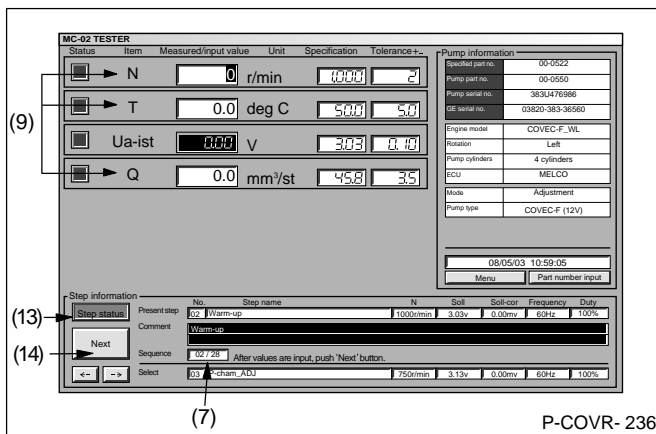 MC-02 TESTER
Status Item Measured/input value Unit Specification Tolerance+-
N 0 r/min 1,000 2
T 0.0 deg C 50.0 5.0
Ua-ist 0.00 V 3.03 0.10
Q 0.0 mm³/st 45.8 3.5
(9)
Pump information
Specified part no. 00-0522
Pump part no. 00-0550
Pump serial no. 383U476986
GE serial no. 03820-383-36560
Engine model COVEC-F_WL
Rotation Left
Pump cylinders 4 cylinders
ECU MELCO
Mode Adjustment
Pump type COVEC-F (12V)
08/05/03 10:59:05
Menu Part number input
Step information
No. Step name N Soll Soll-cor Frequency Duty
(13) Step status Present step 02 Warm-up 1000r/min 3.03v 0.00mv 60Hz 100%
Comment Warm-up
(14) Next
Sequence 02 / 28 After values are input, push 'Next' button.
<- -> Select 03 P-cham_ADJ 750r/min 3.13v 0.00mv 60Hz 100%
(7)
P-COVR- 236